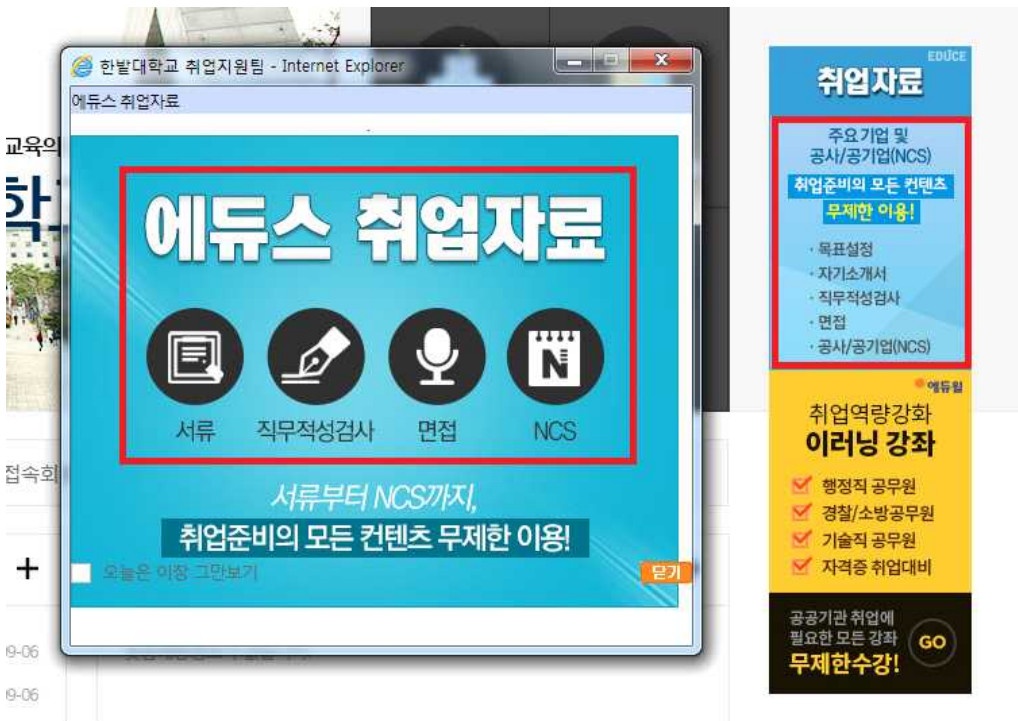 한밭대학교 취업지원팀 - Internet Explorer
에듀스 취업자료
에듀스 취업자료
서류
직무적성검사
면접
NCS
서류부터 NCS까지,
취업준비의 모든 컨텐츠 무제한 이용!
오늘은 이창 그만보기
닫기
교육의
학
접속회
+
09-06
09-06
EDUCE
취업자료
주요기업 및
공사/공기업(NCS)
취업준비의 모든 컨텐츠
무제한 이용!
· 목표설정
· 자기소개서
· 직무적성검사
· 면접
· 공사/공기업(NCS)
에듀윌
취업역량강화
이러닝 강좌
행정직 공무원
경찰/소방공무원
기술직 공무원
자격증 취업대비
공공기관 취업에
필요한 모든 강좌
무제한수강!
GO